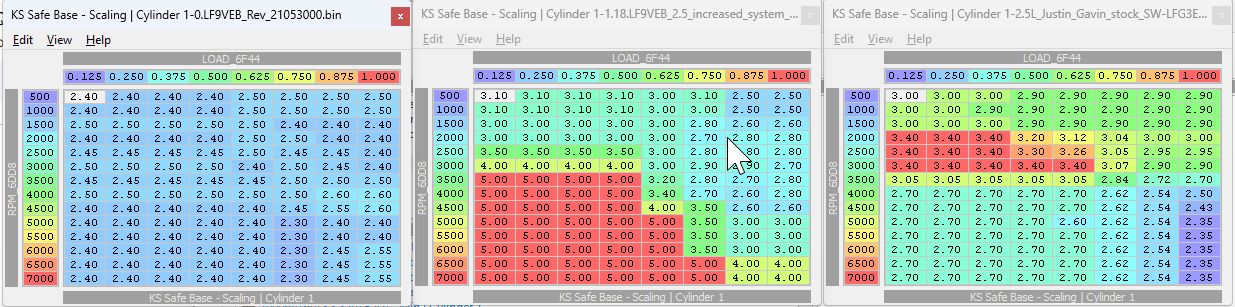 KS Safe Base - Scaling | Cylinder 1-0.LF9VEB_Rev_21053000.bin
x
Edit View Help
LOAD_6F44
0.125 0.250 0.375 0.500 0.625 0.750 0.875 1.000
RPM_6DD8
500 2.40 2.40 2.40 2.40 2.50 2.50 2.50 2.50
1000 2.40 2.40 2.40 2.40 2.50 2.50 2.50 2.50
1500 2.50 2.50 2.50 2.40 2.50 2.50 2.40 2.40
2000 2.50 2.50 2.50 2.50 2.50 2.50 2.50 2.50
2500 2.40 2.45 2.45 2.50 2.50 2.50 2.50 2.50
3000 2.40 2.45 2.50 2.50 2.40 2.50 2.40 2.40
3500 2.50 2.45 2.45 2.50 2.50 2.50 2.50 2.50
4000 2.50 2.50 2.40 2.40 2.40 2.50 2.60 2.60
4500 2.40 2.40 2.40 2.40 2.40 2.45 2.55 2.60
5000 2.40 2.40 2.40 2.40 2.40 2.30 2.40 2.40
5500 2.40 2.40 2.40 2.40 2.40 2.30 2.40 2.40
6000 2.40 2.40 2.40 2.40 2.40 2.30 2.45 2.55
6500 2.40 2.40 2.40 2.40 2.40 2.30 2.45 2.55
7000 2.40 2.40 2.40 2.40 2.40 2.30 2.45 2.55
KS Safe Base - Scaling | Cylinder 1
KS Safe Base - Scaling | Cylinder 1-1.18.LF9VEB_2.5_increased_system_...
x
Edit View Help
LOAD_6F44
0.125 0.250 0.375 0.500 0.625 0.750 0.875 1.000
RPM_6DD8
500 3.10 3.10 3.10 3.10 3.00 3.00 2.50 2.50
1000 3.10 3.10 3.10 3.10 3.10 3.10 2.50 2.50
1500 3.00 3.00 3.00 3.00 3.00 2.80 2.60 2.60
2000 3.00 3.00 3.00 3.00 3.00 2.70 2.80 2.80
2500 3.50 3.50 3.50 3.50 3.00 2.80 2.80
3000 4.00 4.00 4.00 4.00 3.00 2.80 2.90 2.70
3500 5.00 5.00 5.00 5.00 3.20 2.80 2.70 2.80
4000 5.00 5.00 5.00 5.00 3.40 2.70 2.60 2.80
4500 5.00 5.00 5.00 5.00 4.00 3.50 2.60 2.60
5000 5.00 5.00 5.00 5.00 5.00 3.50 3.00 3.00
5500 5.00 5.00 5.00 5.00 5.00 3.50 3.00 3.00
6000 5.00 5.00 5.00 5.00 5.00 3.50 3.00 3.00
6500 5.00 5.00 5.00 5.00 5.00 5.00 4.00 4.00
7000 5.00 5.00 5.00 5.00 5.00 5.00 4.00 4.00
KS Safe Base - Scaling | Cylinder 1
KS Safe Base - Scaling | Cylinder 1-2.5L_Justin_Gavin_stock_SW-LFG3E...
x
Edit View Help
LOAD_6F44
0.125 0.250 0.375 0.500 0.625 0.750 0.875 1.000
RPM_6DD8
500 3.00 3.00 3.00 2.90 2.90 2.90 2.90 2.90
1000 3.00 3.00 2.90 2.90 2.90 2.90 2.90 2.90
1500 3.00 3.00 3.00 2.90 2.90 2.90 2.90 2.90
2000 3.40 3.40 3.40 3.20 3.12 3.04 3.00 3.00
2500 3.40 3.40 3.40 3.30 3.26 3.05 2.95 2.95
3000 3.40 3.40 3.40 3.40 3.40 3.07 2.90 2.90
3500 3.05 3.05 3.05 3.05 3.05 2.84 2.72 2.70
4000 2.70 2.70 2.70 2.70 2.70 2.62 2.54 2.50
4500 2.70 2.70 2.70 2.70 2.70 2.62 2.54 2.43
5000 2.70 2.70 2.70 2.70 2.60 2.62 2.54 2.35
5500 2.70 2.70 2.70 2.70 2.70 2.62 2.54 2.35
6000 2.70 2.70 2.70 2.70 2.70 2.62 2.54 2.35
6500 2.70 2.70 2.70 2.70 2.70 2.62 2.54 2.35
7000 2.70 2.70 2.70 2.70 2.70 2.62 2.54 2.35
KS Safe Base - Scaling | Cylinder 1